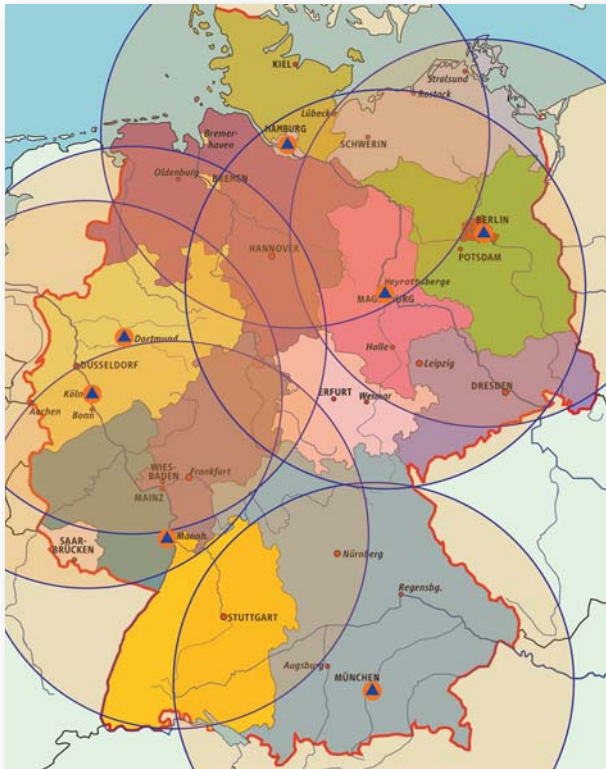 KIEL
Stralsund
Rostock
Lübeck
HAMBURG
Bremer-
haven
SCHWERIN
Oldenburg
BREMEN
BERLIN
POTSDAM
HANNOVER
Heyrothsberge
MAGDEBURG
Dortmund
DÜSSELDORF
Halle
Leipzig
Köln
ERFURT
Weimar
DRESDEN
Aachen
Bonn
WIES-
BADEN
Frankfurt
MAINZ
SAAR-
BRÜCKEN
Mannh.
Nürnberg
Regensbg.
STUTTGART
Augsburg
MÜNCHEN